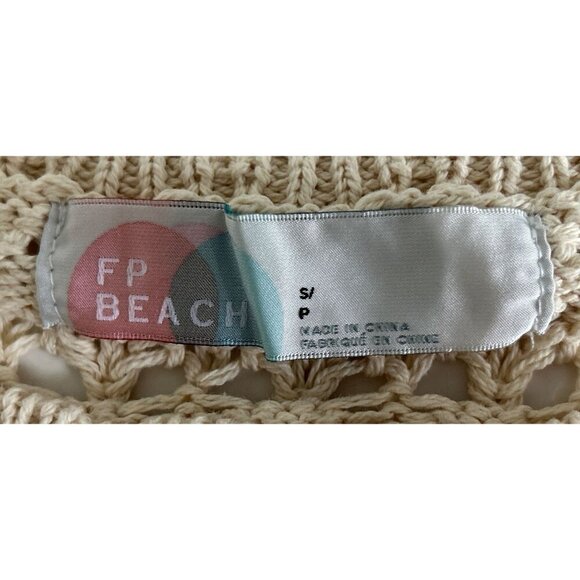 FP
BEACH
S/
P
MADE IN CHINA
FABRIQUÉ EN CHINE